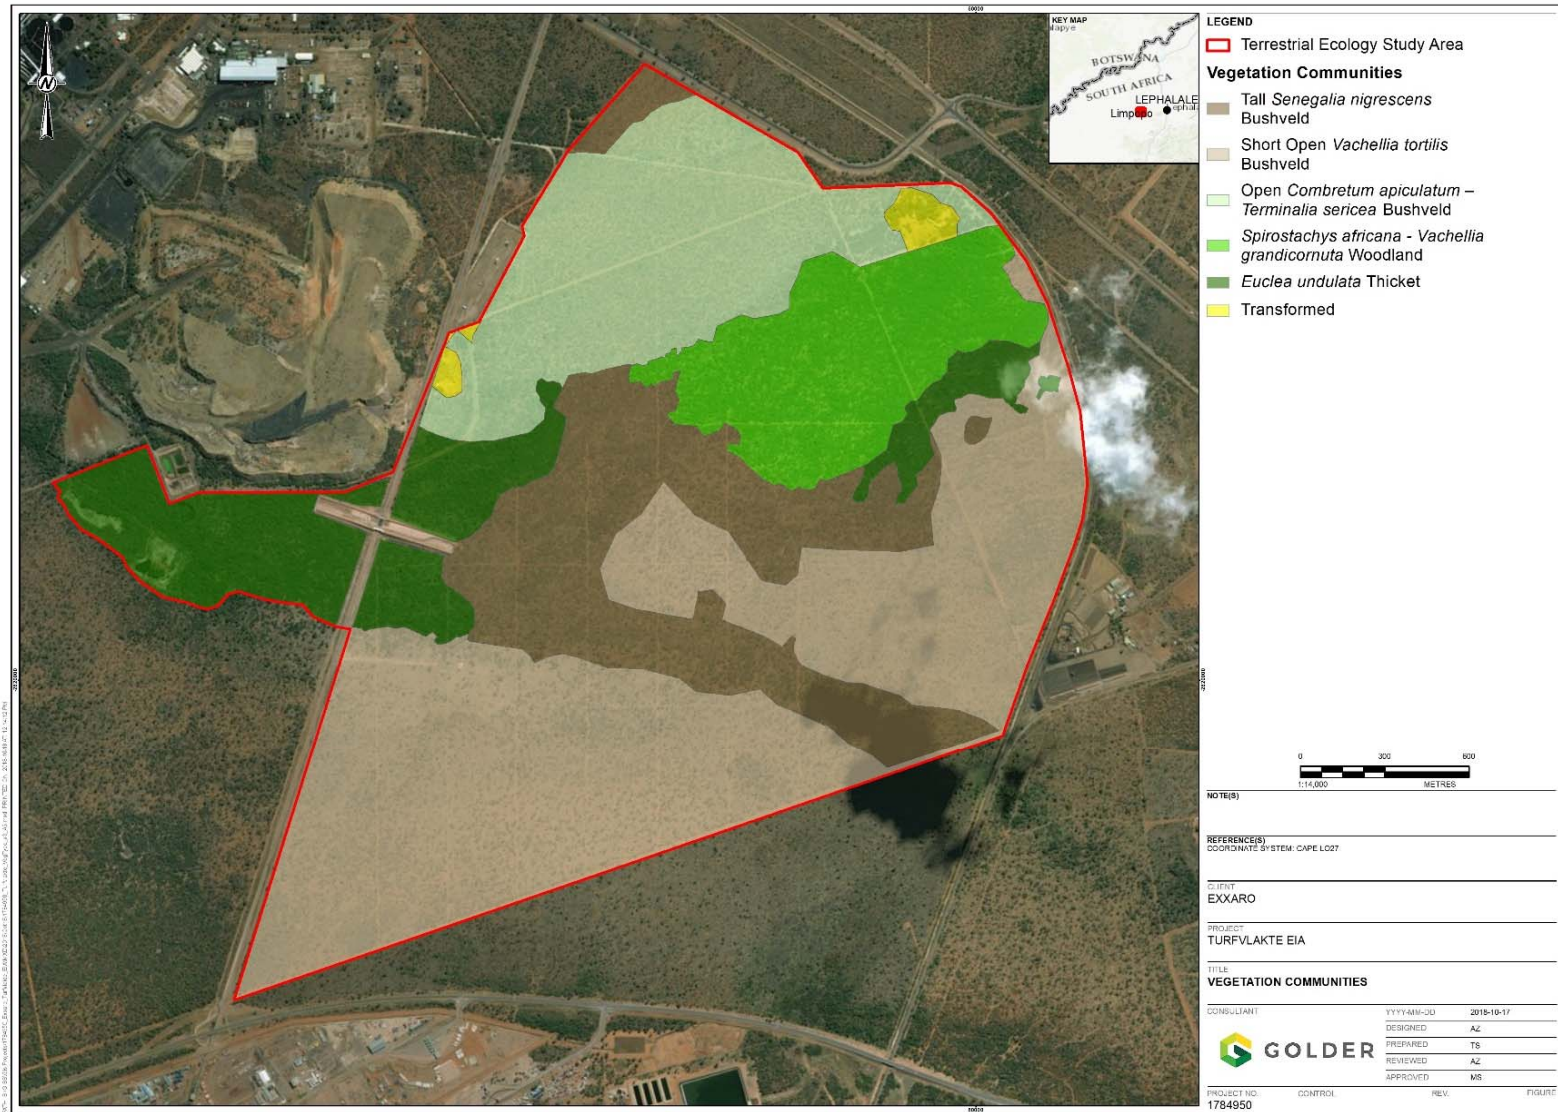 80000
N
KEY MAP
BOTSWANA
SOUTH AFRICA
LEPHALALE
Limpopo
LEGEND
Terrestrial Ecology Study Area
Vegetation Communities
Tall Senegalia nigrescens
Bushveld
Short Open Vachellia tortilis
Bushveld
Open Combretum apiculatum –
Terminalia sericea Bushveld
Spirostachys africana - Vachellia
grandicornuta Woodland
Euclea undulata Thicket
Transformed
0 300 600
1:14,000 METRES
NOTE(S)
REFERENCE(S)
COORDINATE SYSTEM: CAPE LO27
CLIENT
EXXARO
PROJECT
TURFVLAKTE EIA
TITLE
VEGETATION COMMUNITIES
CONSULTANT
GOLDER
YYYY-MM-DD 2018-10-17
DESIGNED AZ
PREPARED TS
REVIEWED AZ
APPROVED MS
PROJECT NO. CONTROL REV. FIGURE
1784950